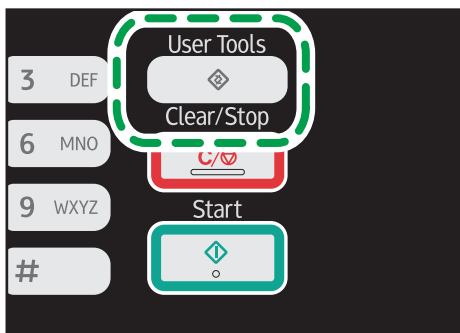 User Tools
3 DEF
Clear/Stop
6 MNO
C/
9 WXYZ
Start
#